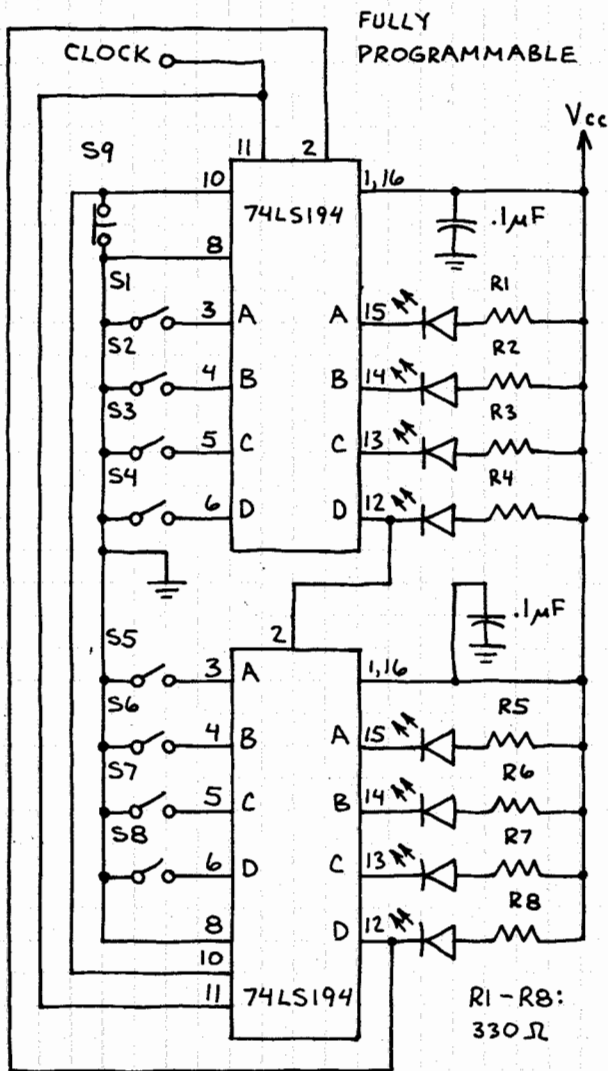 FULLY
PROGRAMMABLE
CLOCK
Vcc
S9
11
2
10
1,16
74LS194
.1µF
8
S1
R1
3
A
A
15
S2
R2
4
B
B
14
S3
R3
5
C
C
13
S4
R4
6
D
D
12
.1µF
S5
2
3
A
1,16
S6
R5
4
B
A
15
S7
R6
5
C
B
14
S8
R7
6
D
C
13
R8
8
D
12
10
11
74LS194
R1-R8:
330 Ω